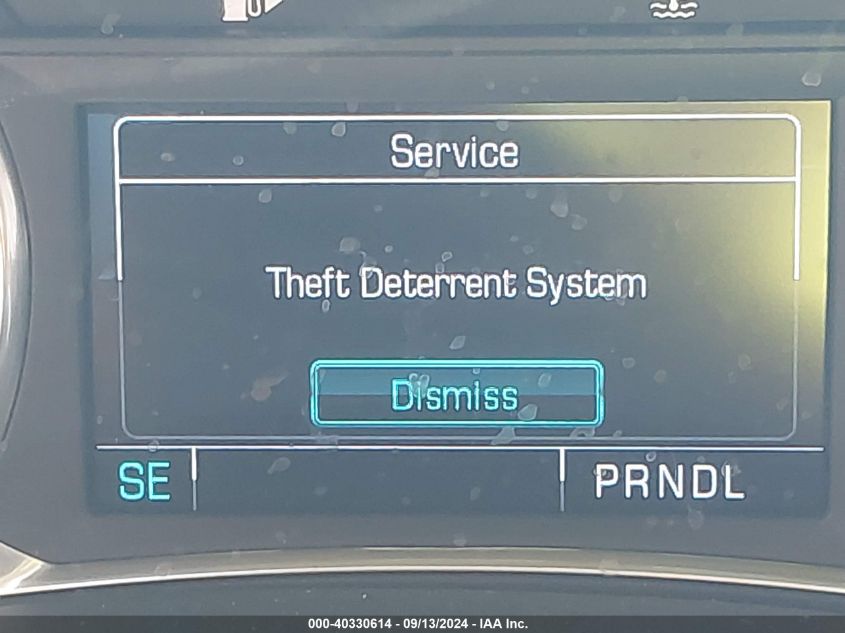 Service
Theft Deterrent System
Dismiss
SE PRNDL
000-40330614 - 09/13/2024 - IAA Inc.